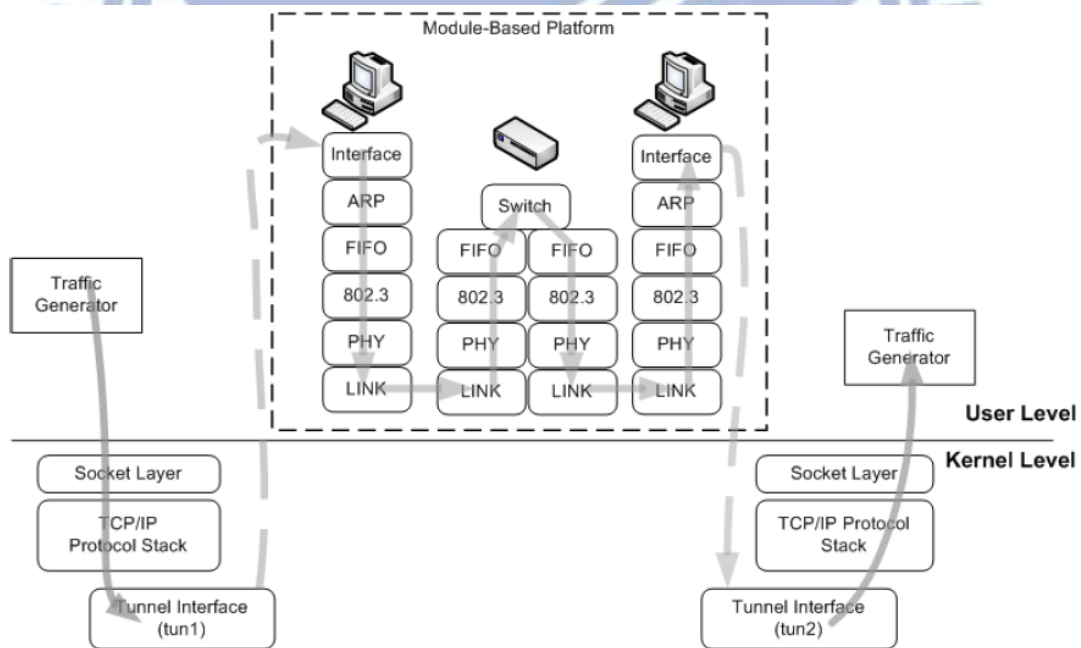 Module-Based Platform
Interface
ARP
FIFO
802.3
PHY
LINK
Switch
FIFO
802.3
PHY
LINK
FIFO
802.3
PHY
LINK
Interface
ARP
FIFO
802.3
PHY
LINK
Traffic
Generator
Traffic
Generator
User Level
Kernel Level
Socket Layer
TCP/IP
Protocol Stack
Tunnel Interface
(tun1)
Socket Layer
TCP/IP Protocol
Stack
Tunnel Interface
(tun2)